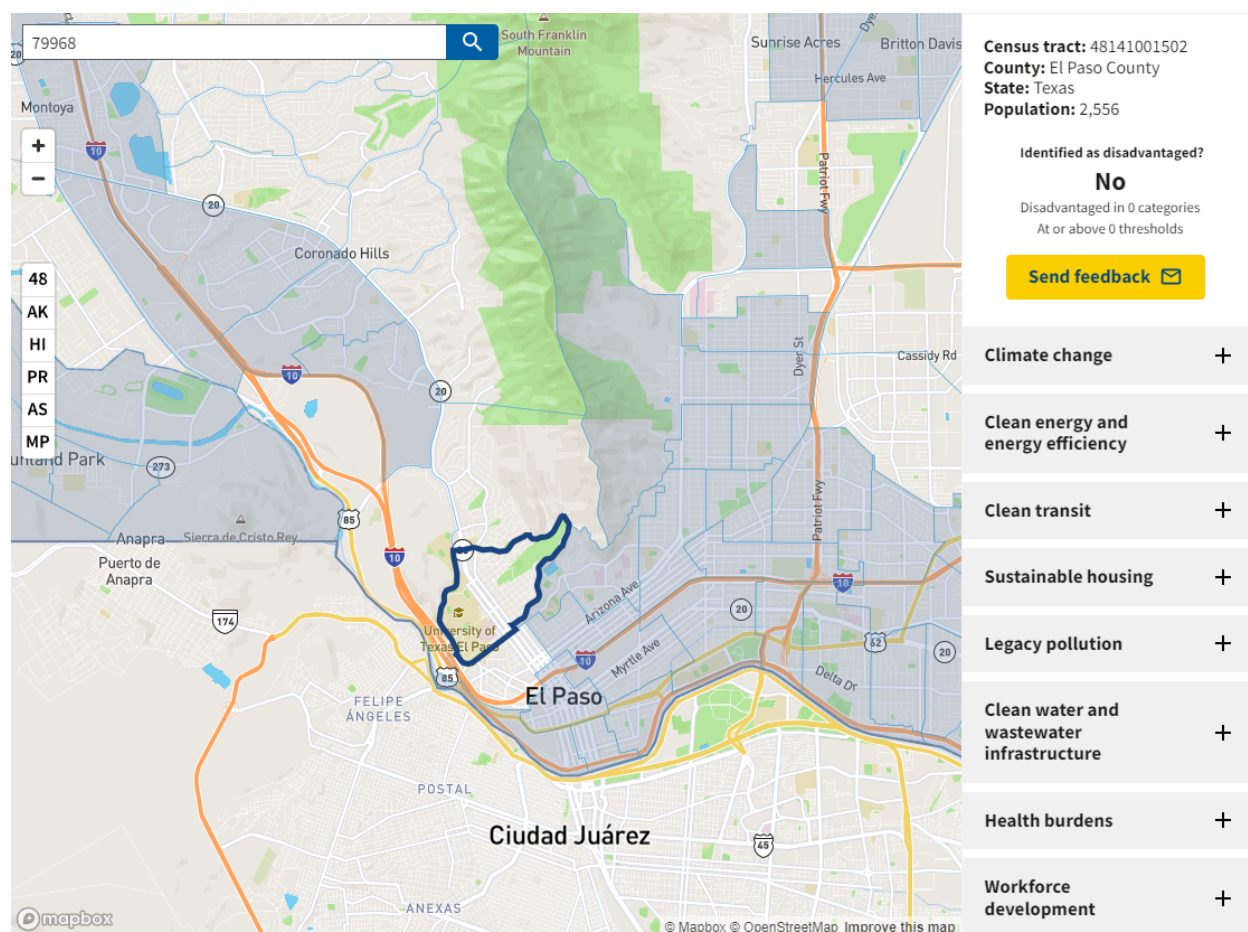 79968
South Franklin
Mountain
Sunrise Acres
Britton Davis
Dyer
20
Hercules Ave
Montoya
+
10
−
Patriot Fwy
20
Coronado Hills
48
AK
HI
PR
AS
MP
Dyer St
Cassidy Rd
10
20
Park
273
85
Patriot Fwy
Anapra
Sierra de Cristo Rey
Puerto de
Anapra
10
10
174
Arizona Ave
20
University of
Texas El Paso
62
20
10
Myrtle Ave
85
Delta Dr
El Paso
FELIPE
ÁNGELES
POSTAL
Ciudad Juárez
45
ANEXAS
mapbox
© Mapbox © OpenStreetMap Improve this map
Census tract: 48141001502
County: El Paso County
State: Texas
Population: 2,556
Identified as disadvantaged?
No
Disadvantaged in 0 categories
At or above 0 thresholds
Send feedback
Climate change +
Clean energy and
energy efficiency +
Clean transit +
Sustainable housing +
Legacy pollution +
Clean water and
wastewater +
infrastructure
Health burdens +
Workforce
development +